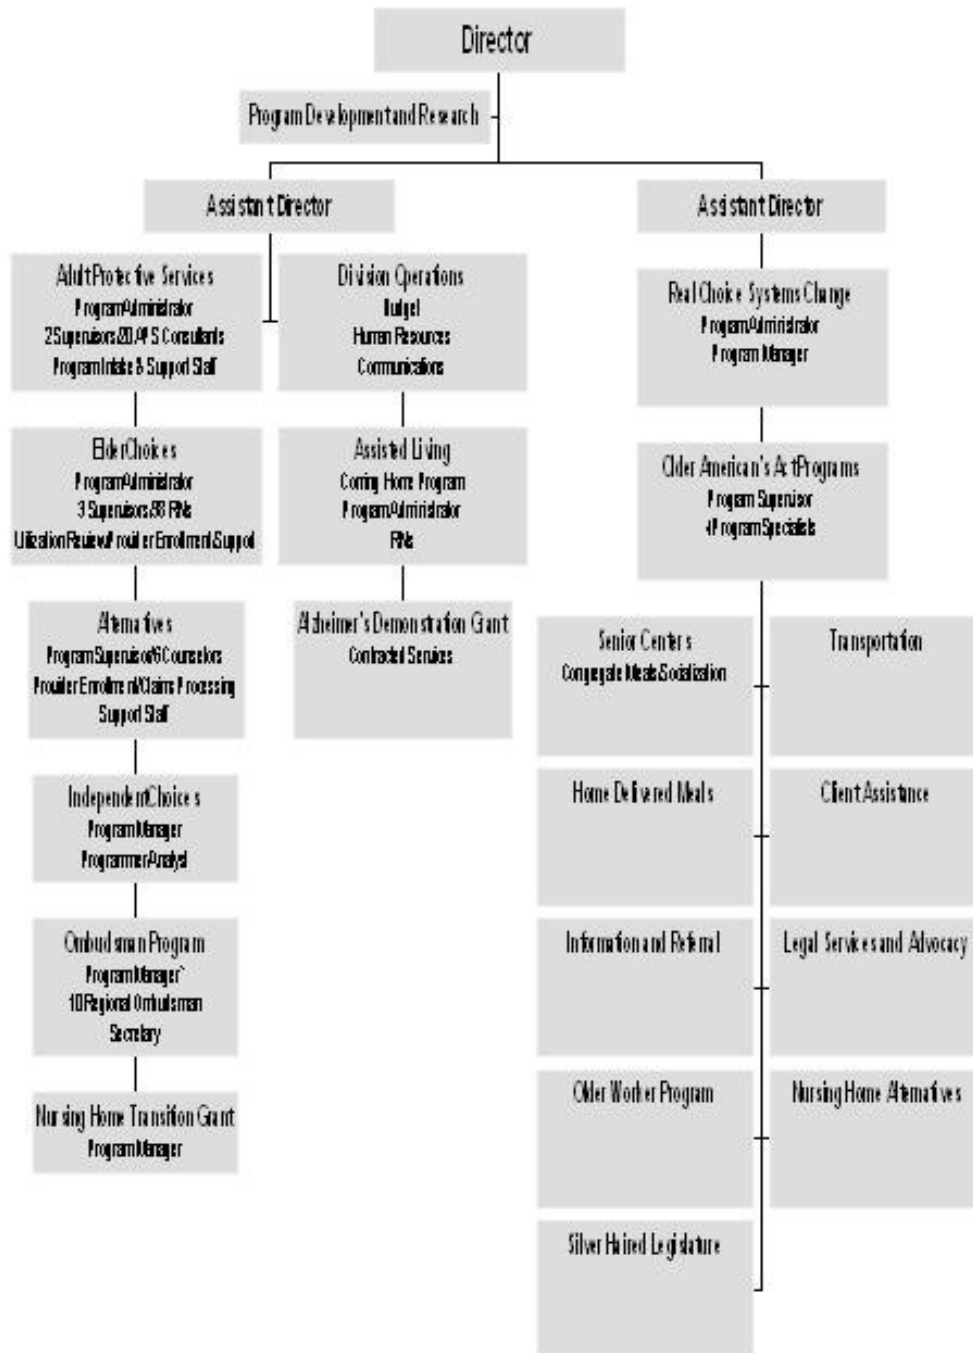 Director
Program Development and Research
Assistant Director
Assistant Director
Adult Protective Services
Program Administrator
2 Supervisors/20 APS Consultants
Program Intake & Support Staff
Division Operations
Budget
Human Resources
Communications
Real Choice Systems Change
Program Administrator
Program Manager
ElderChoices
Program Administrator
3 Supervisors/ RNs
Utilization Review/Provider Enrollment/Support
Assisted Living
Coming Home Program
Program Administrator
RNs
Older American's Act Programs
Program Supervisor
4 Program Specialists
Alternatives
Program Supervisor/6 Counselors
Provider Enrollment/Claims Processing
Support Staff
Alzheimer's Demonstration Grant
Contracted Services
Senior Centers
Congregate Meals/Socialization
Transportation
IndependentChoices
Program Manager
Programmer/Analyst
Home Delivered Meals
Client Assistance
Ombudsman Program
Program Manager`
10 Regional Ombudsman
Secretary
Information and Referral
Legal Services and Advocacy
Nursing Home Transition Grant
Program Manager
Older Worker Program
Nursing Home Alternatives
Silver Haired Legislature